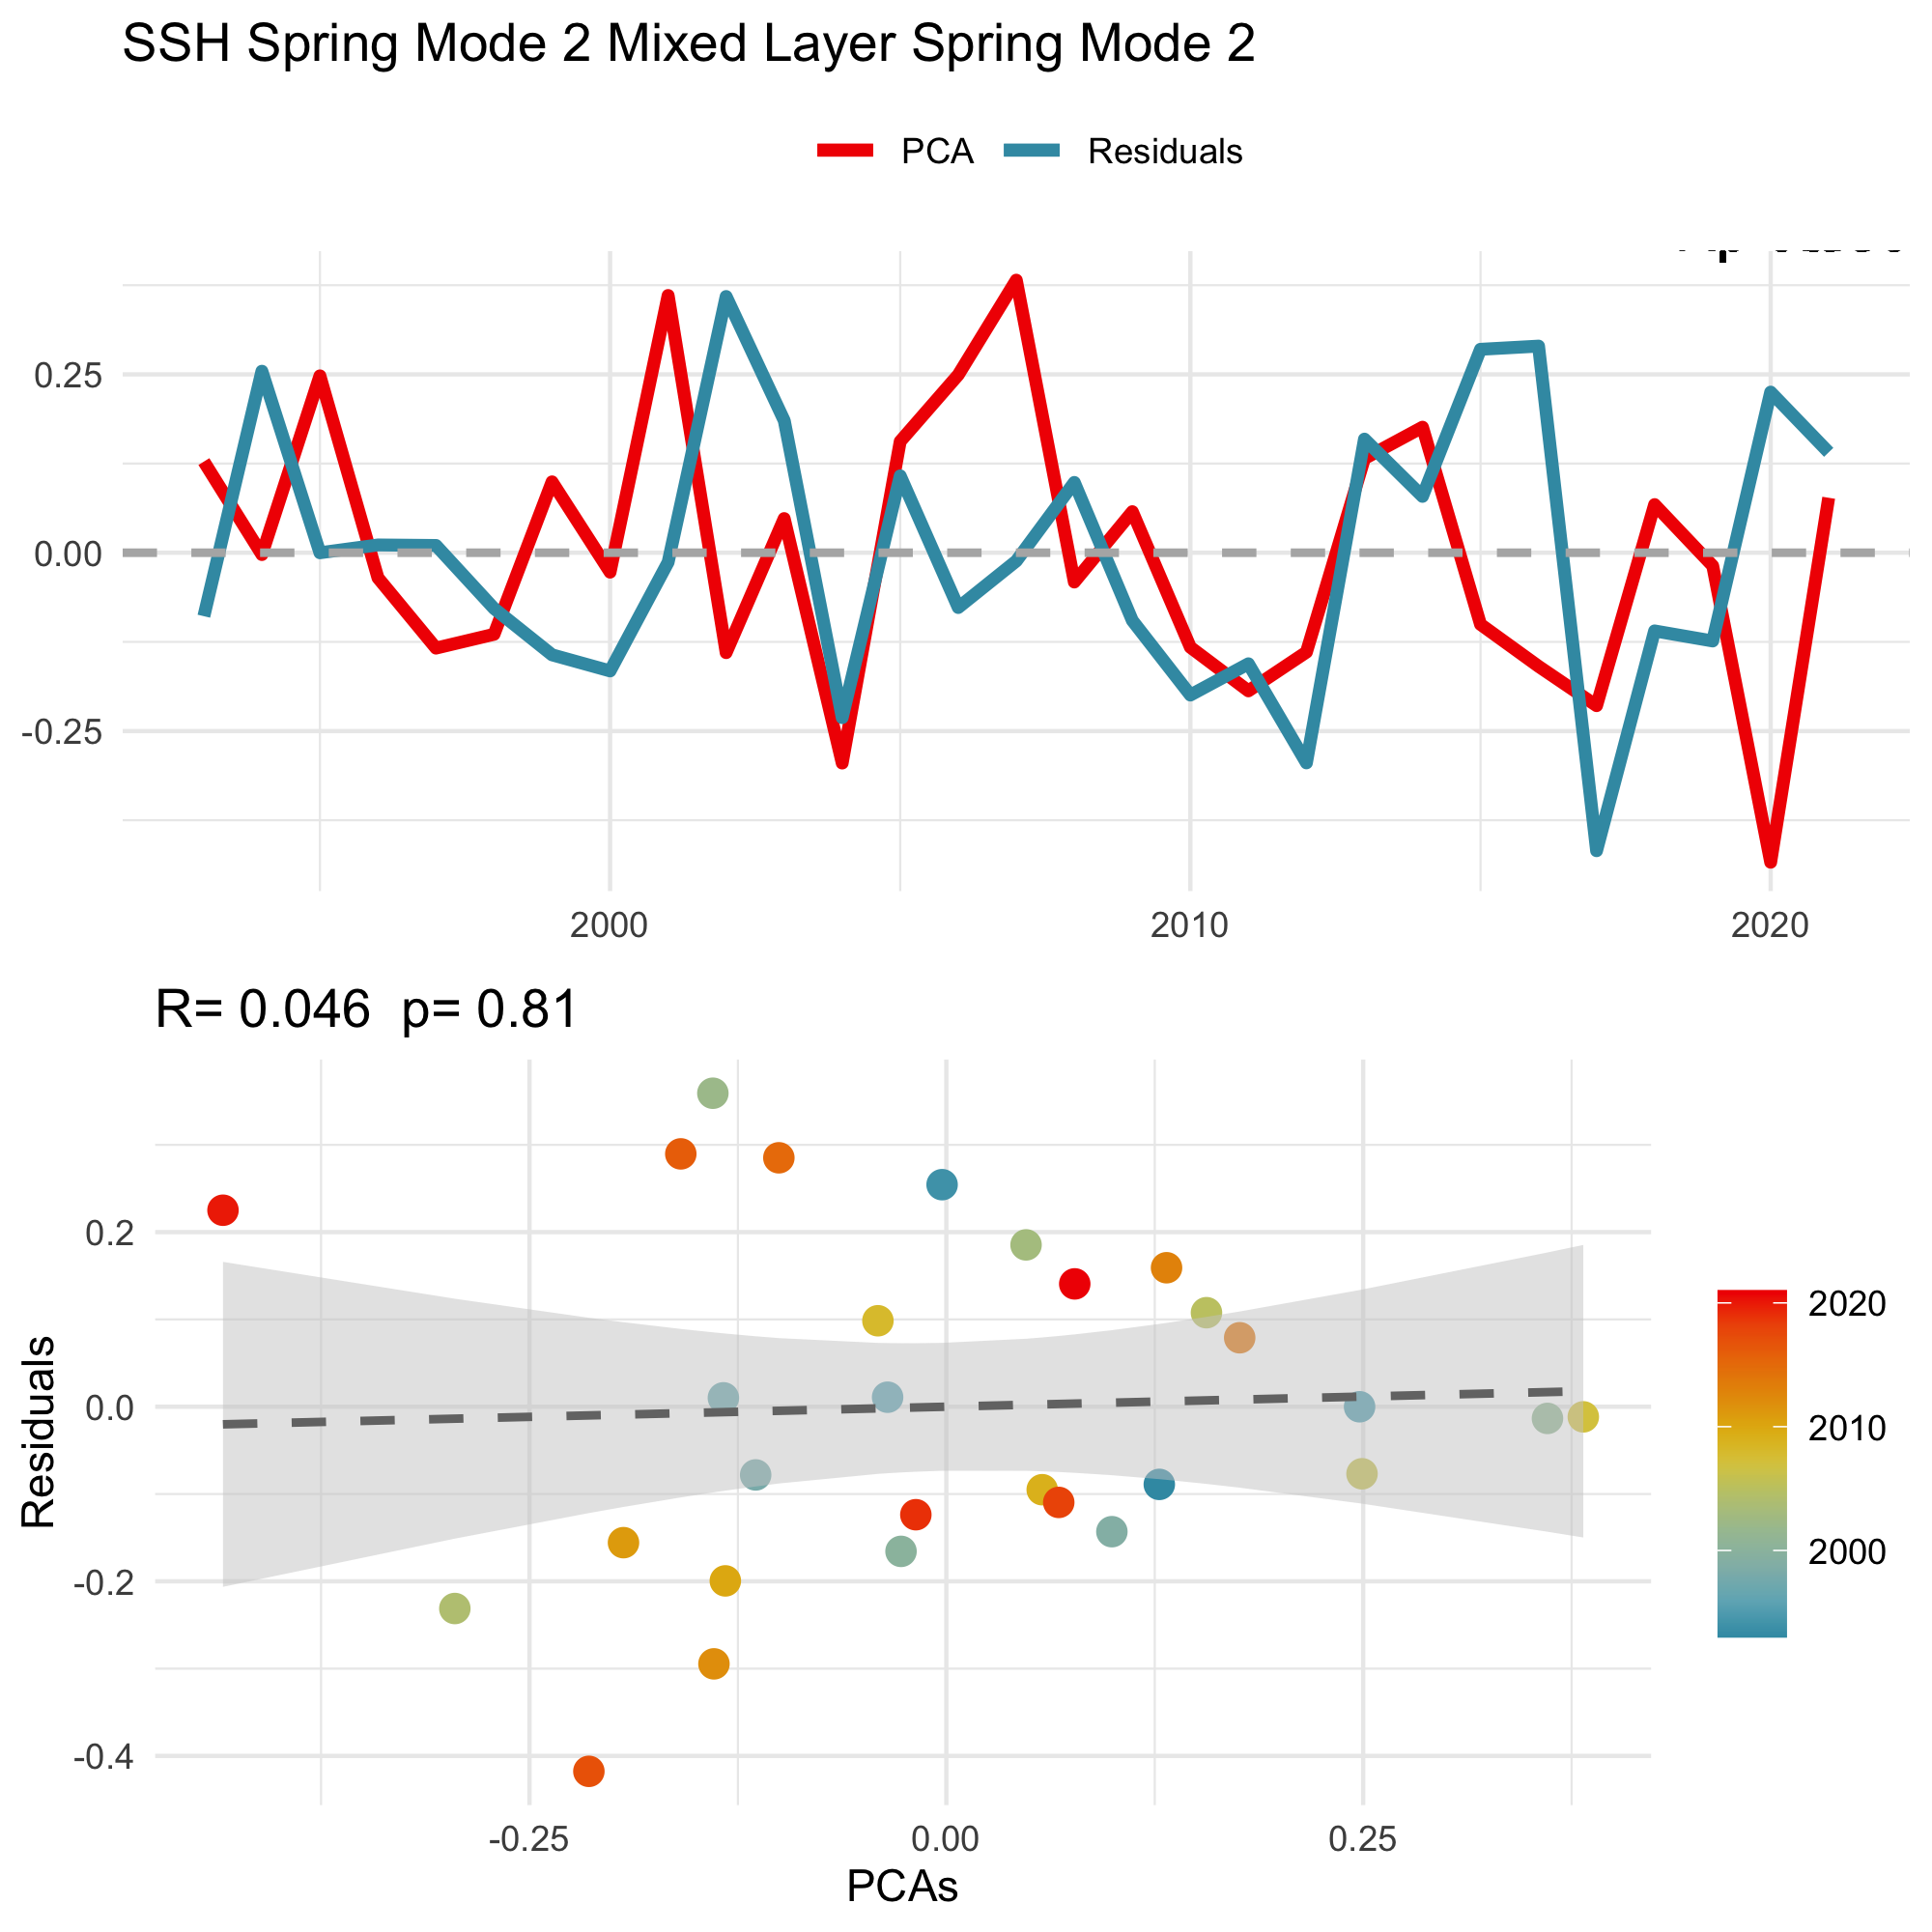 SSH Spring Mode 2 Mixed Layer Spring Mode 2
PCA Residuals
0.25
0.00
-0.25
2000 2010 2020
R= 0.046 p= 0.81
Residuals
0.2
0.0
-0.2
-0.4
-0.25 0.00 0.25
PCAs
2020
2010
2000